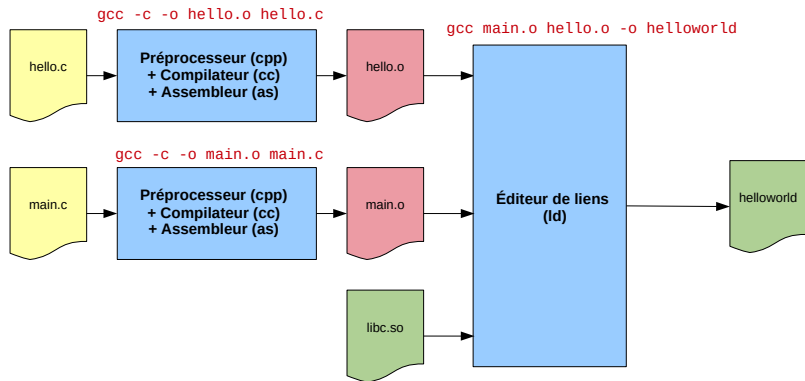 gcc -c -o hello.o hello.c
gcc main.o hello.o -o helloworld
hello.c
Préprocesseur (cpp)
+ Compilateur (cc)
+ Assembleur (as)
hello.o
gcc -c -o main.o main.c
main.c
Préprocesseur (cpp)
+ Compilateur (cc)
+ Assembleur (as)
main.o
Éditeur de liens
(ld)
helloworld
libc.so